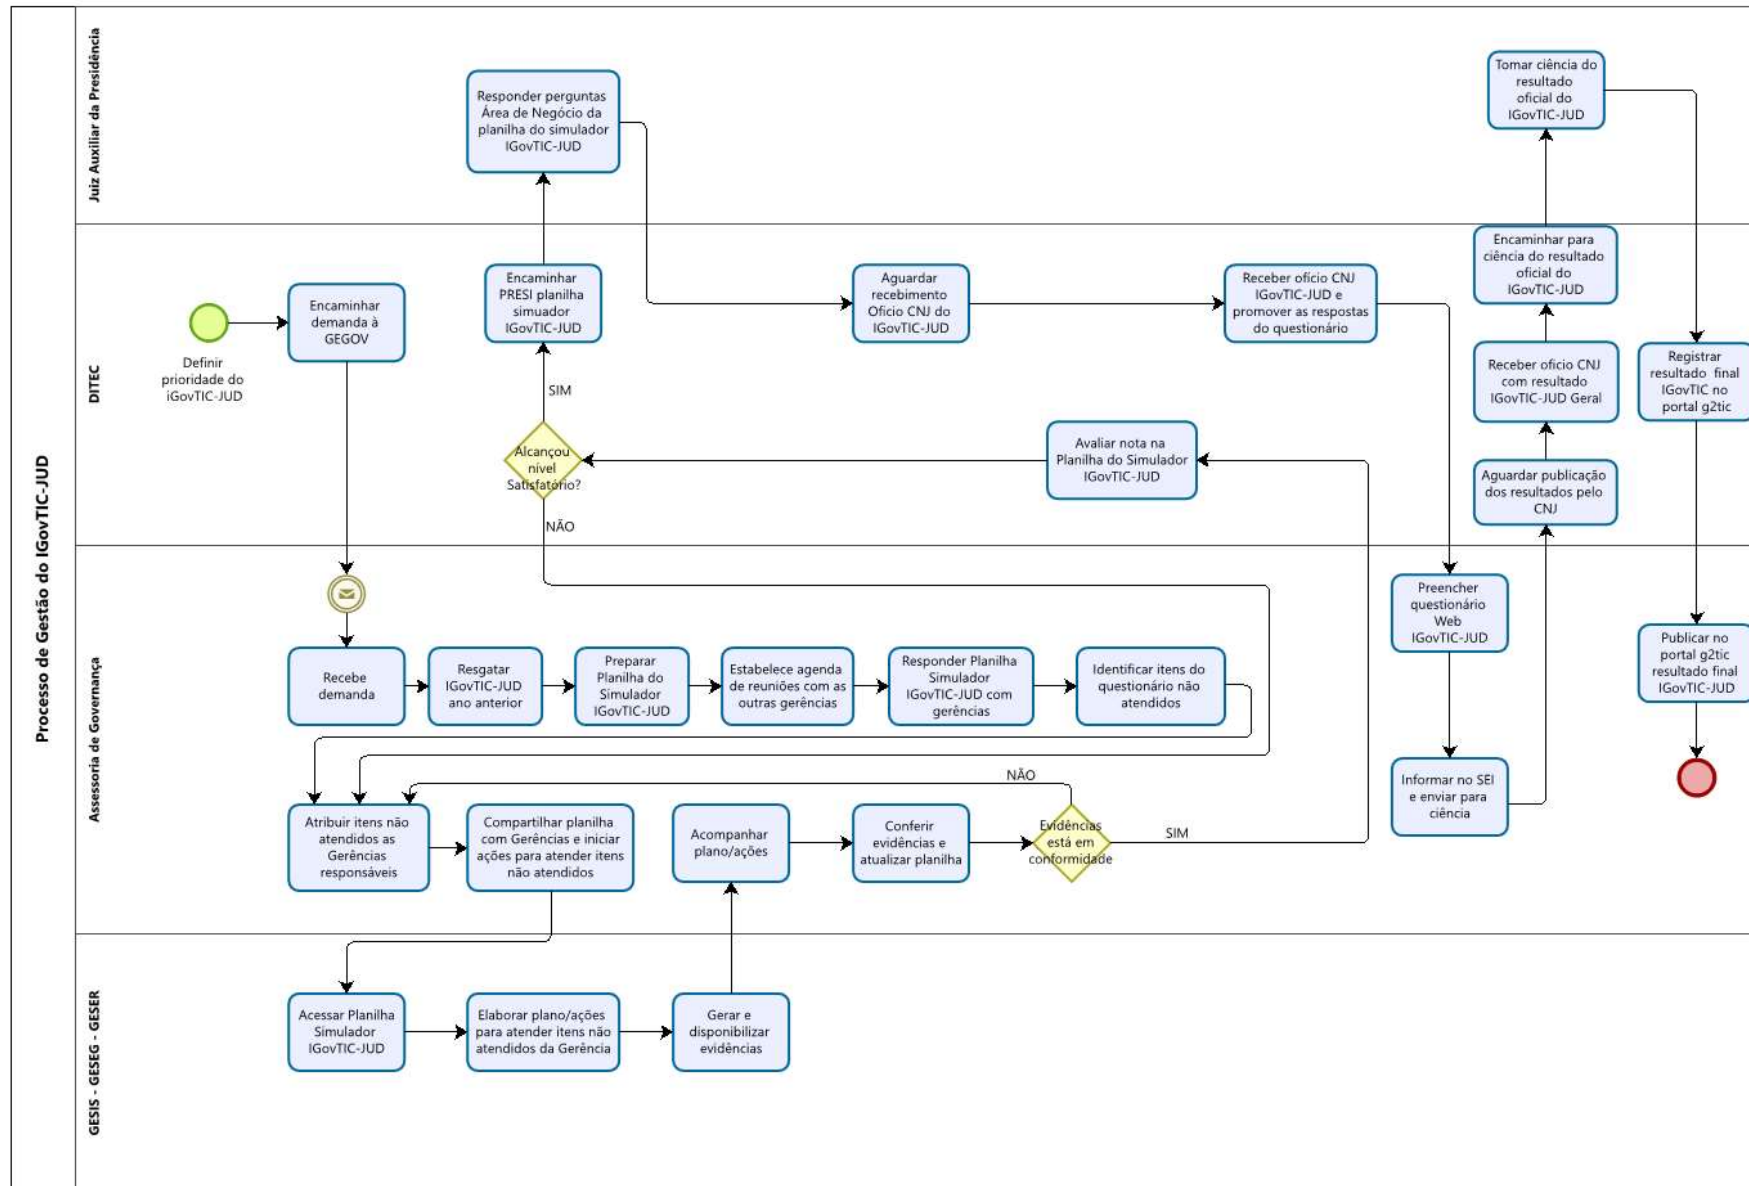 Processo de Gestão do IGovTIC-JUD
Juiz Auxiliar da Presidência
Responder perguntas
Área de Negócio da
planilha do simulador
IGovTIC-JUD
Tomar ciência do
resultado
oficial do
IGovTIC-JUD
DITEC
Definir
prioridade do
iGovTIC-JUD
Encaminhar
demanda à
GEGOV
Encaminhar
PRESI planilha
simuador
IGovTIC-JUD
SIM
Alcançou
nível
Satisfatório?
NÃO
Aguardar
recebimento
Oficio CNJ do
IGovTIC-JUD
Avaliar nota na
Planilha do Simulador
IGovTIC-JUD
Receber ofício CNJ
IGovTIC-JUD e
promover as respostas
do questionário
Encaminhar para
ciência do resultado
oficial do
IGovTIC-JUD
Receber oficio CNJ
com resultado
IGovTIC-JUD Geral
Aguardar publicação
dos resultados pelo
CNJ
Registrar
resultado final
IGovTIC no
portal g2tic
Assessoria de Governança
Recebe
demanda
Resgatar
IGovTIC-JUD
ano anterior
Preparar
Planilha do
Simulador
IGovTIC-JUD
Estabelece agenda
de reuniões com as
outras gerências
Responder Planilha
Simulador
IGovTIC-JUD com
gerências
Identificar itens do
questionário não
atendidos
Preencher
questionário
Web
IGovTIC-JUD
Publicar no
portal g2tic
resultado final
IGovTIC-JUD
Atribuir itens não
atendidos as
Gerências
responsáveis
Compartilhar planilha
com Gerências e iniciar
ações para atender itens
não atendidos
Acompanhar
plano/ações
Conferir
evidências e
atualizar planilha
NÃO
Evidências
está em
conformidade
SIM
Informar no SEI
e enviar para
ciência
GESIS - GESEG - GESER
Acessar Planilha
Simulador
IGovTIC-JUD
Elaborar plano/ações
para atender itens não
atendidos da Gerência
Gerar e
disponibilizar
evidências